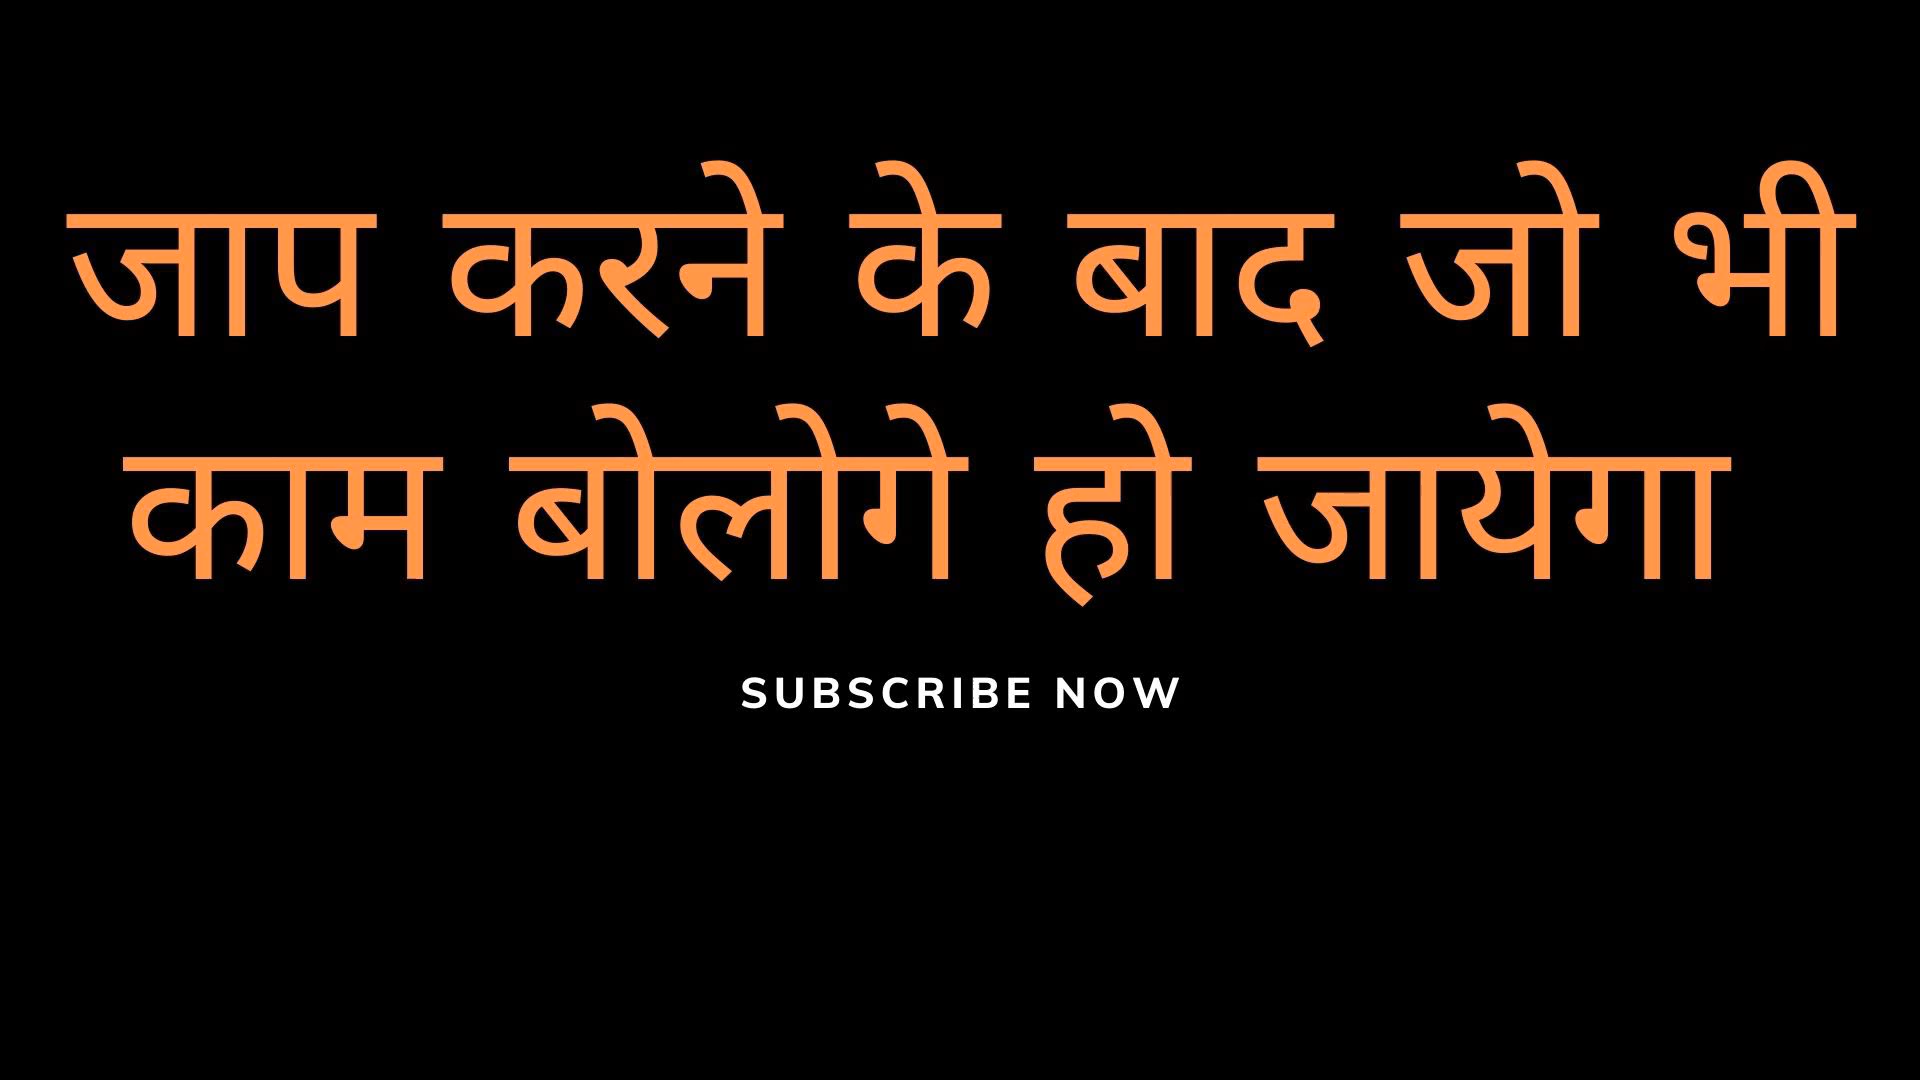 जाप करने के बाद जो भी
काम बोलोगे हो जायेगा
SUBSCRIBE NOW